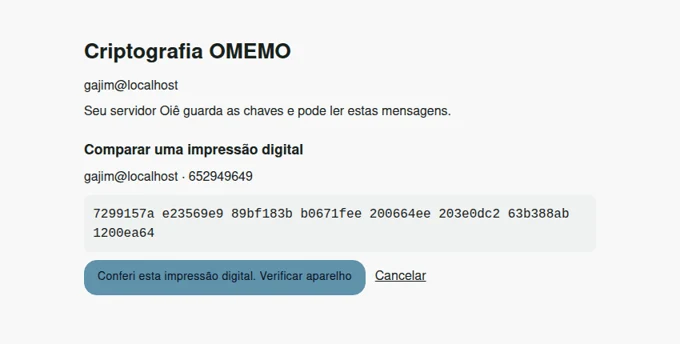 Criptografia OMEMO
gajim@localhost
Seu servidor Oiê guarda as chaves e pode ler estas mensagens.
Comparar uma impressão digital
gajim@localhost · 652949649
7299157a e23569e9 89bf183b b0671fee 200664ee 203e0dc2 63b388ab
1200ea64
Conferi esta impressão digital. Verificar aparelho Cancelar